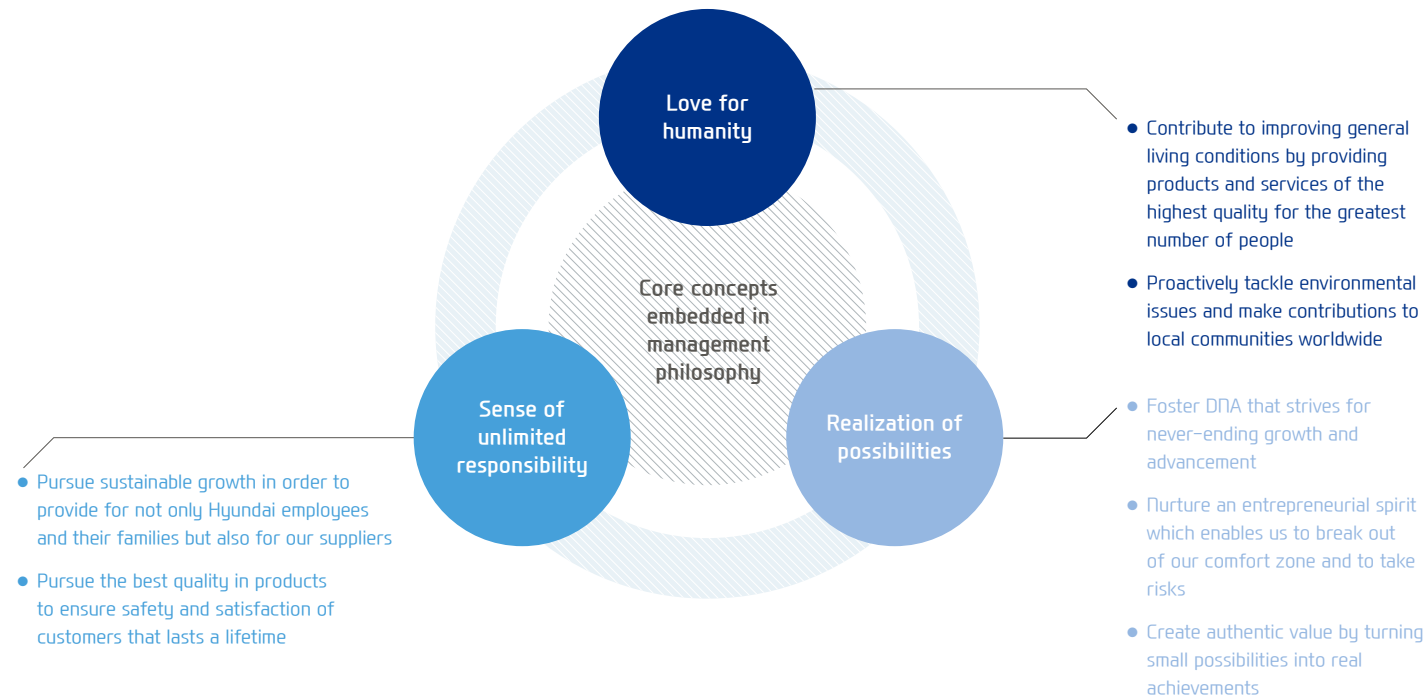 Love for
humanity
Core concepts
embedded in
management
philosophy
Sense of
unlimited
responsibility
Realization of
possibilities
Contribute to improving general
living conditions by providing
products and services of the
highest quality for the greatest
number of people
Proactively tackle environmental
issues and make contributions to
local communities worldwide
Foster DNA that strives for
never-ending growth and
advancement
Nurture an entrepreneurial spirit
which enables us to break out
of our comfort zone and to take
risks
Create authentic value by turning
small possibilities into real
achievements
Pursue sustainable growth in order to
provide for not only Hyundai employees
and their families but also for our suppliers
Pursue the best quality in products
to ensure safety and satisfaction of
customers that lasts a lifetime